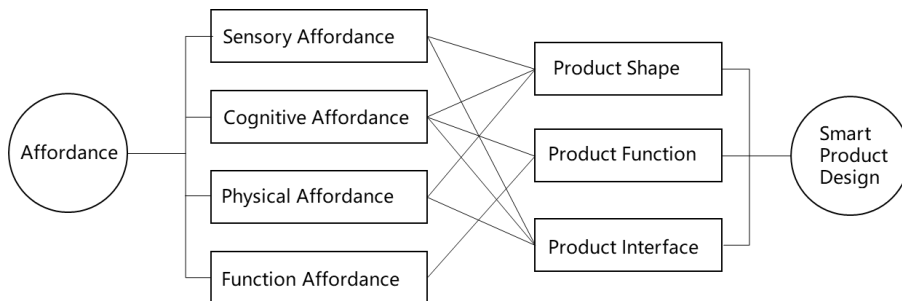 Affordance
Sensory Affordance
Cognitive Affordance
Physical Affordance
Function Affordance
Product Shape
Product Function
Product Interface
Smart
Product
Design